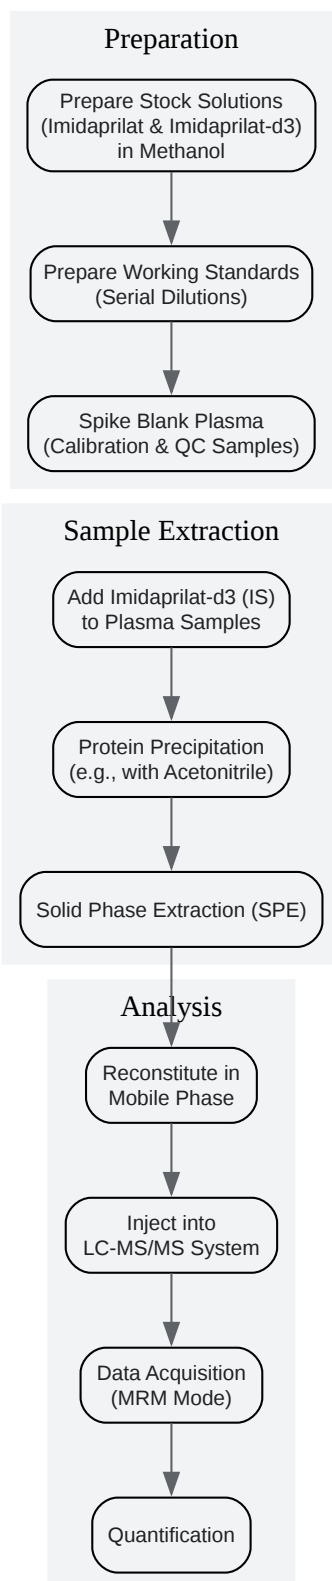 Preparation
Prepare Stock Solutions
(Imidaprilat & Imidaprilat-d3)
in Methanol
Prepare Working Standards
(Serial Dilutions)
Spike Blank Plasma
(Calibration & QC Samples)
Sample Extraction
Add Imidaprilat-d3 (IS)
to Plasma Samples
Protein Precipitation
(e.g., with Acetonitrile)
Solid Phase Extraction (SPE)
Analysis
Reconstitute in
Mobile Phase
Inject into
LC-MS/MS System
Data Acquisition
(MRM Mode)
Quantification